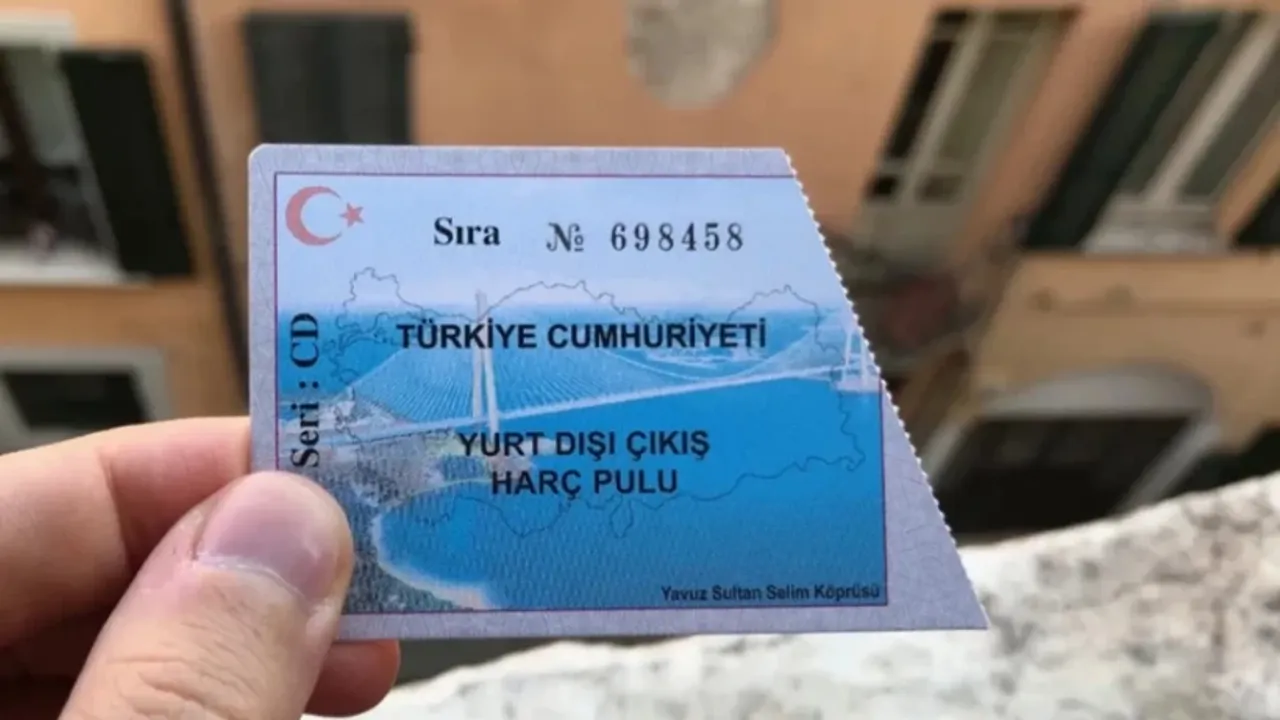 Sıra № 698458
Seri : CD
TÜRKİYE CUMHURİYETİ
YURT DIŞI ÇIKIŞ
HARÇ PULU
Yavuz Sultan Selim Köprüsü